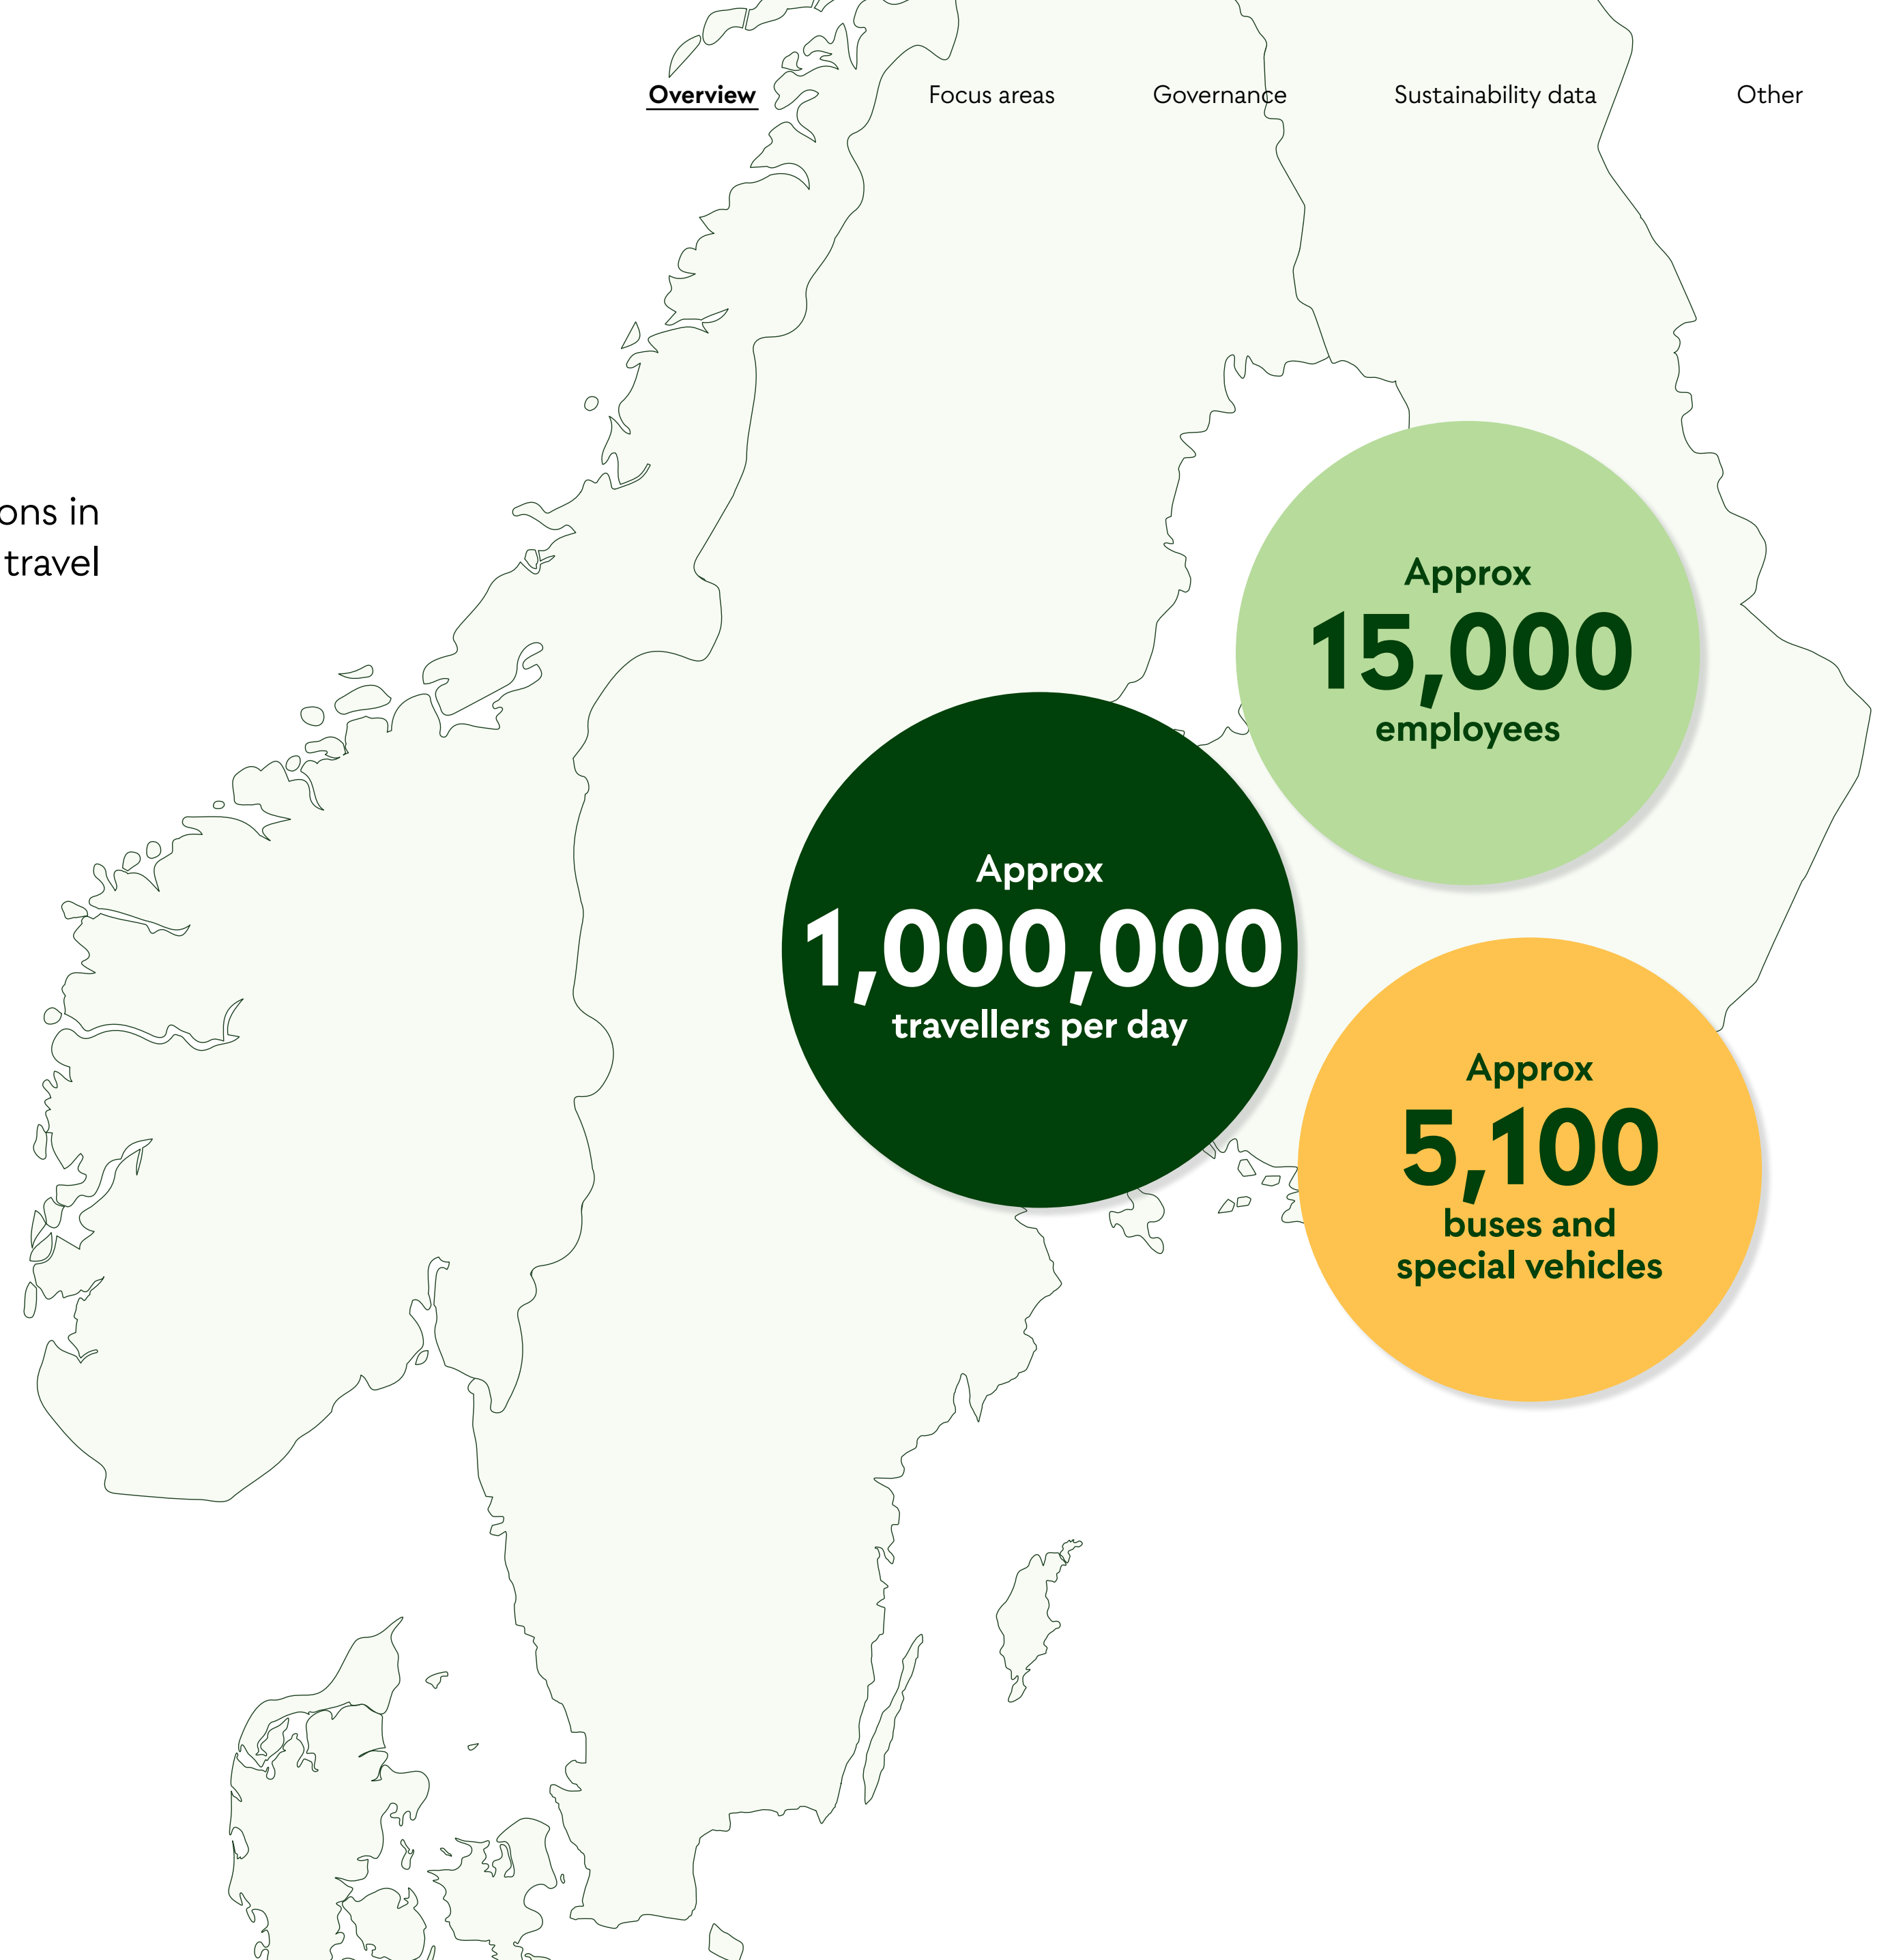 Overview
Focus areas
Governance
Sustainability data
Other
in
travel
Approx
15,000
employees
Approx
1,000,000
travellers per day
Approx
5,100
buses and
special vehicles